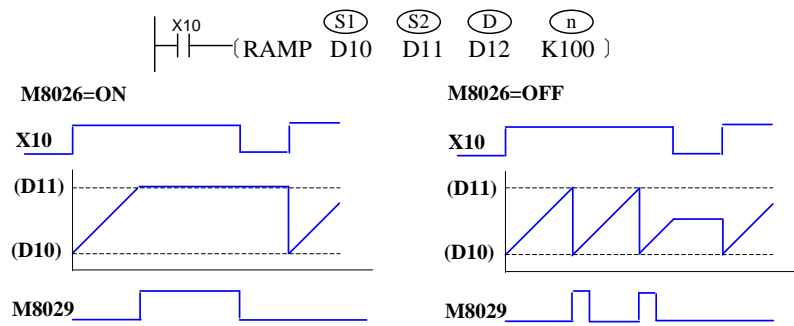 X10 S1 S2 D n
RAMP D10 D11 D12 K100
M8026=ON
X10
(D11)
(D10)
M8029
M8026=OFF
X10
(D11)
(D10)
M8029